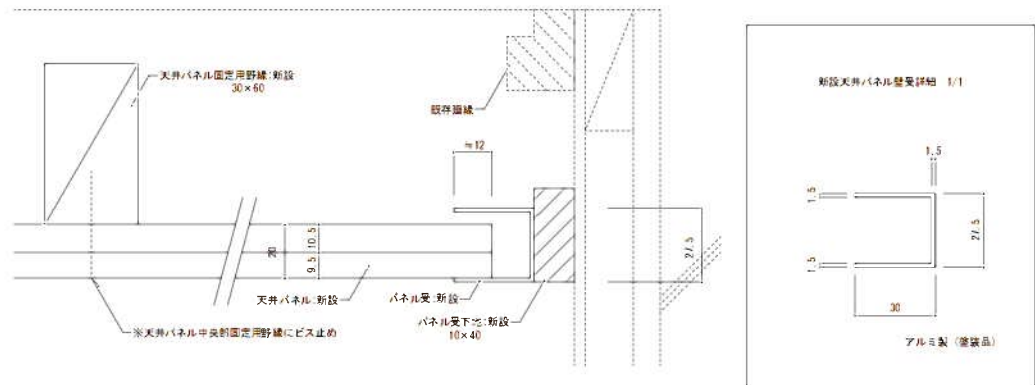 天井パネル固定用野縁:新設
30×60
既存廻縁
≒12
20
10.5
9.5
27.5
天井パネル:新設
パネル受:新設
パネル受下地:新設
10×40
※天井パネル中央部固定用野縁にビス止め
新設天井パネル壁受詳細 1/1
1.5
1.5
1.5
27.5
30
アルミ製(塗装品)